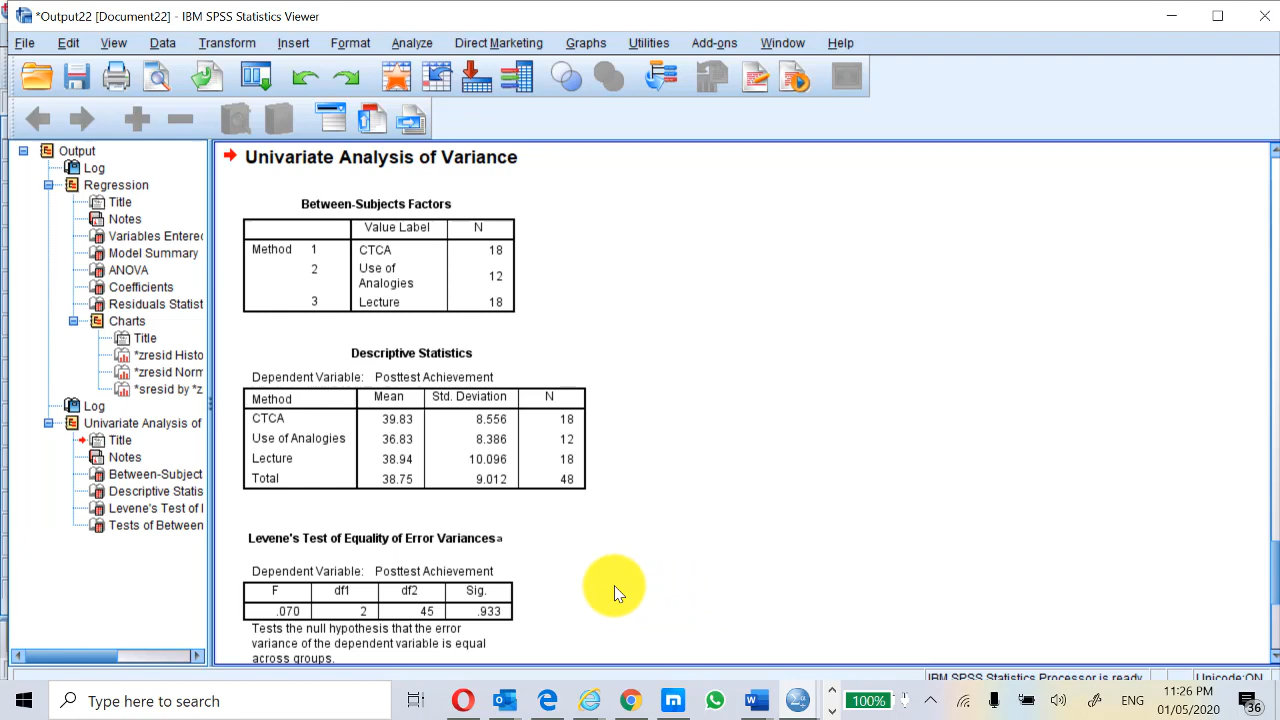 *Output22 [Document22] - IBM SPSS Statistics Viewer
File Edit View Data Transform Insert Format Analyze Direct Marketing Graphs Utilities Add-ons Window Help
Output
Log
Regression
Title
Notes
Variables Entere
Model Summary
ANOVA
Coefficients
Residuals Statist
Charts
Title
*zresid Histo
*zresid Norm
*sresid by *z
Log
Univariate Analysis of
Title
Notes
Between-Subject
Descriptive Statis
Levene's Test of
Tests of Between
Univariate Analysis of Variance
Between-Subjects Factors
Value Label N
Method 1 CTCA 18
2 Use of
Analogies 12
3 Lecture 18
Descriptive Statistics
Dependent Variable: Posttest Achievement
Method Mean Std. Deviation N
CTCA 39.83 8.556 18
Use of Analogies 36.83 8.386 12
Lecture 38.94 10.096 18
Total 38.75 9.012 48
Levene's Test of Equality of Error Variances a
Dependent Variable: Posttest Achievement
F df1 df2 Sig.
.070 2 45 .933
Tests the null hypothesis that the error
variance of the dependent variable is equal
across groups.
IBM SPSS Statistics Processor is ready Unicode:ON
Type here to search
100%
ENG
11:26 PM
01/05/2020
36